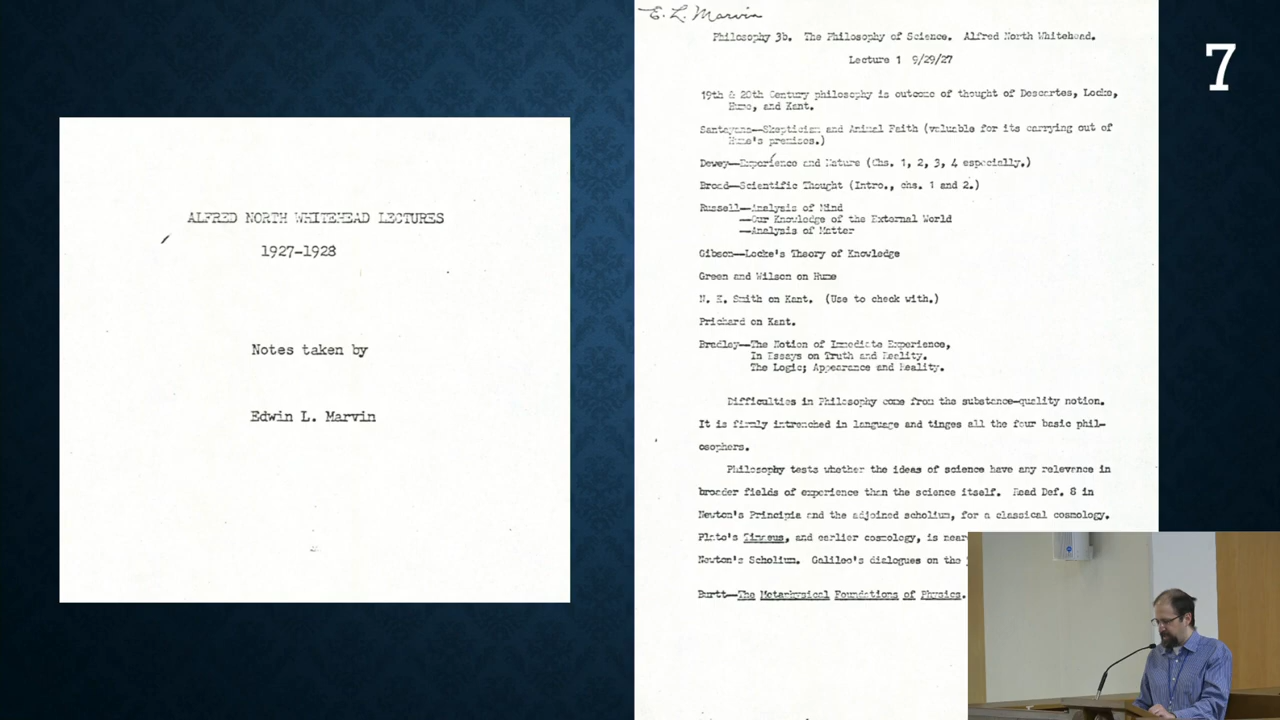 ALFRED NORTH WHITEHEAD LECTURES
1927-1928
Notes taken by
Edwin L. Marvin
E. L. Marvin
Philosophy 3b. The Philosophy of Science. Alfred North Whitehead.
Lecture 1 9/29/27
19th & 20th Century philosophy is outcome of thought of Descartes, Locke,
Hume, and Kant.
Santayana—Skepticism and Animal Faith (valuable for its carrying out of
Hume's premises.)
Dewey—Experience and Nature (Chs. 1, 2, 3, 4 especially.)
Broad—Scientific Thought (Intro., chs. 1 and 2.)
Russell—Analysis of Mind
—Our Knowledge of the External World
—Analysis of Matter
Gibson—Locke's Theory of Knowledge
Green and Wilson on Hume
N. K. Smith on Kant. (Use to check with.)
Prichard on Kant.
Bradley—The Notion of Immediate Experience,
In Essays on Truth and Reality.
The Logic; Appearance and Reality.
Difficulties in Philosophy come from the substance-quality notion.
It is firmly intrenched in language and tinges all the four basic phil-
osophers.
Philosophy tests whether the ideas of science have any relevance in
broader fields of experience than the science itself. Read Def. 8 in
Newton's Principia and the adjoined scholium, for a classical cosmology.
Plato's Timaeus, and earlier cosmology, is near
Newton's Scholium. Galileo's dialogues on the
Burtt—The Metaphysical Foundations of Physics.
7